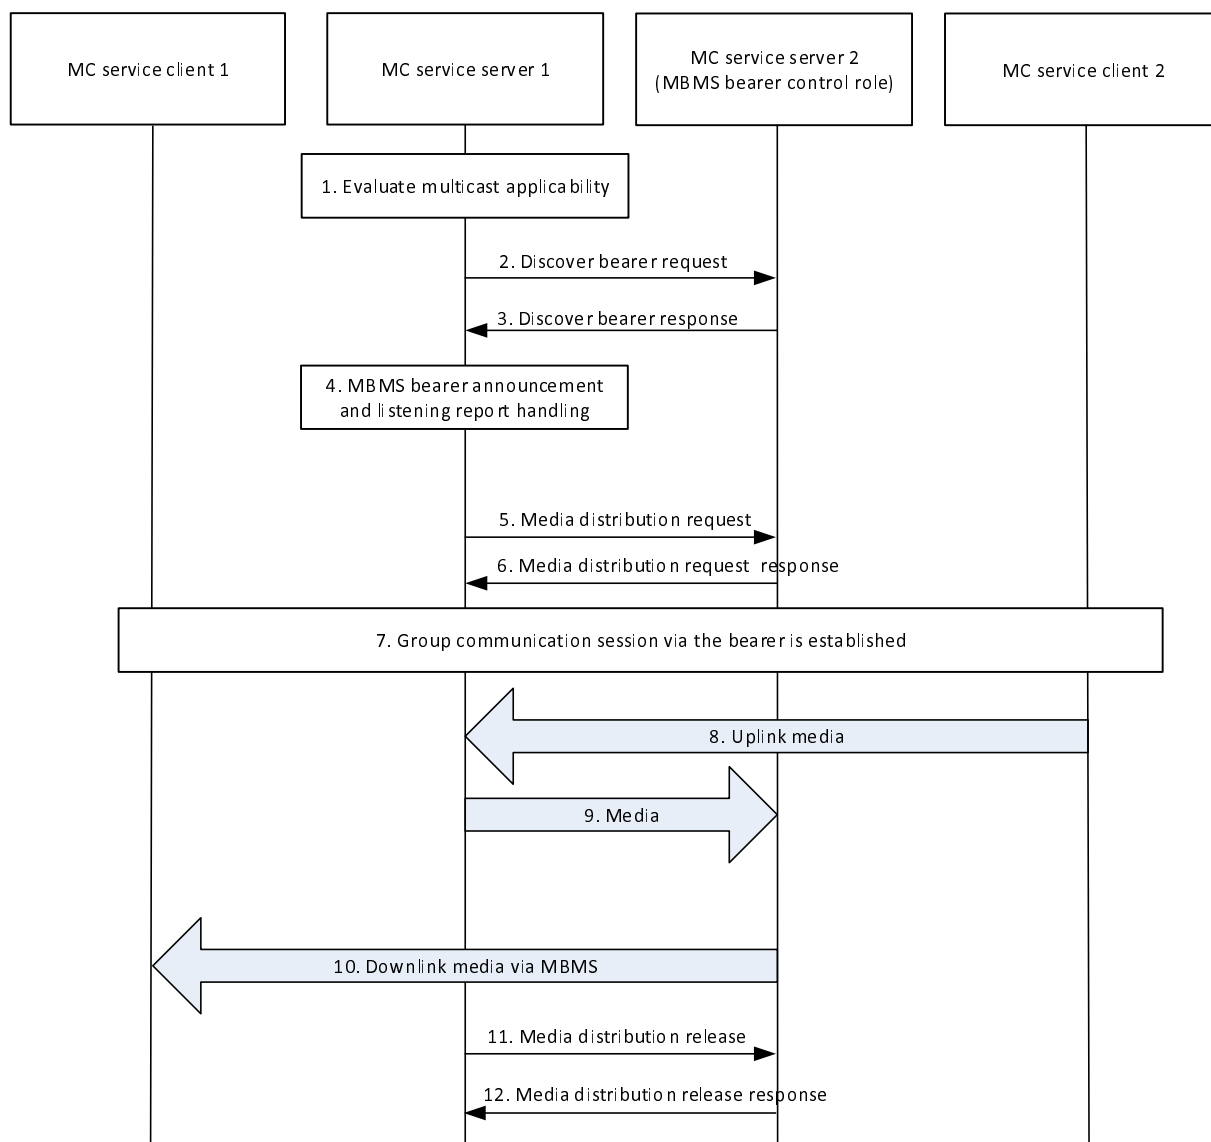 MC service client 1
MC service server 1
MC service server 2
(MBMS bearer control role)
MC service client 2
1. Evaluate multicast applicability
2. Discover bearer request
3. Discover bearer response
4. MBMS bearer announcement
and listening report handling
5. Media distribution request
6. Media distribution request response
7. Group communication session via the bearer is established
8. Uplink media
9. Media
10. Downlink media via MBMS
11. Media distribution release
12. Media distribution release response